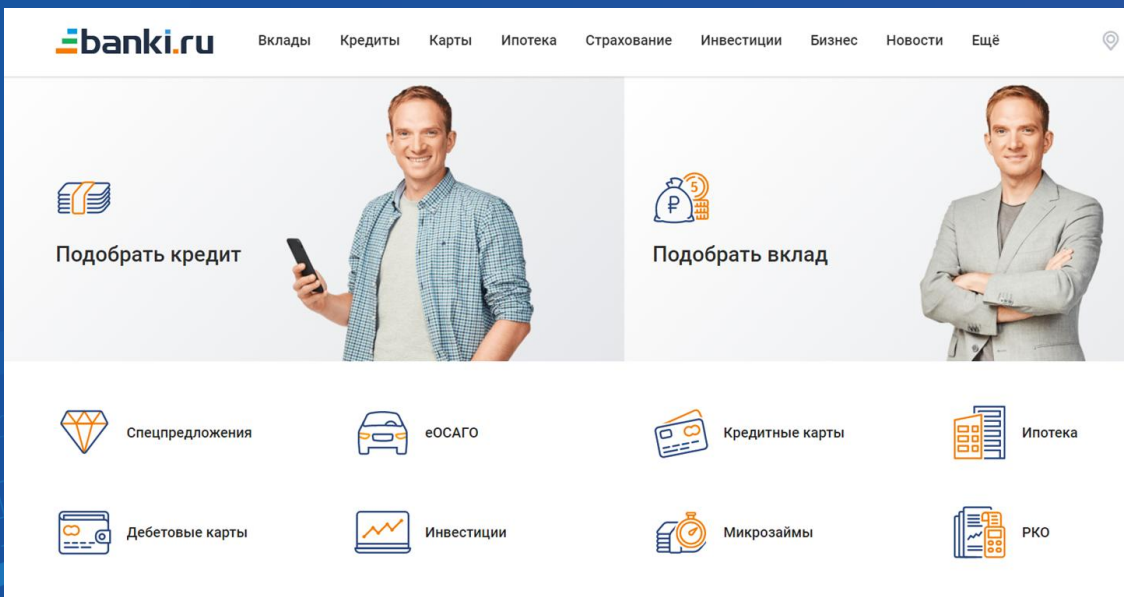 banki.ru
Вклады Кредиты Карты Ипотека Страхование Инвестиции Бизнес Новости Ещё
5
₽
Подобрать кредит
Подобрать вклад
Спецпредложения
еОСАГО
Кредитные карты
Ипотека
Дебетовые карты
Инвестиции
Микрозаймы
РКО